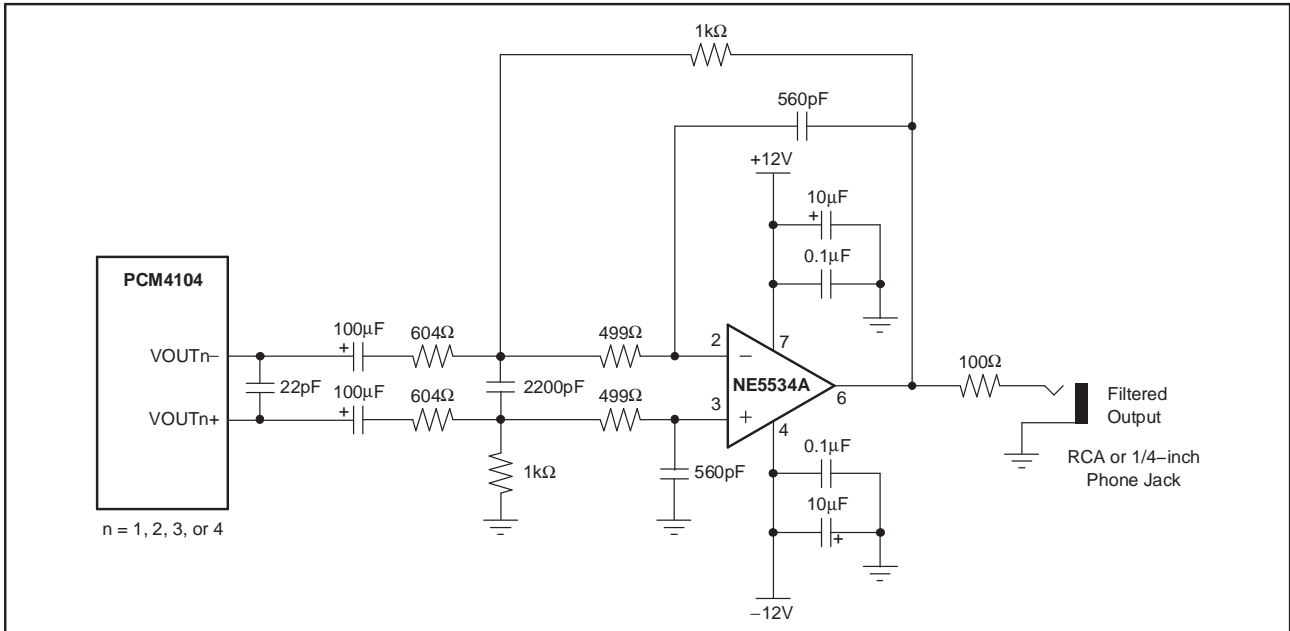 1kΩ
560pF
+12V
10μF
+
0.1μF
PCM4104
100μF
604Ω
499Ω
2
7
VOUTn−
+
−
22pF
2200pF
NE5534A
6
100Ω
Filtered
Output
VOUTn+
100μF
604Ω
499Ω
3
+
+
4
1kΩ
560pF
0.1μF
RCA or 1/4−inch
Phone Jack
10μF
+
n = 1, 2, 3, or 4
−12V